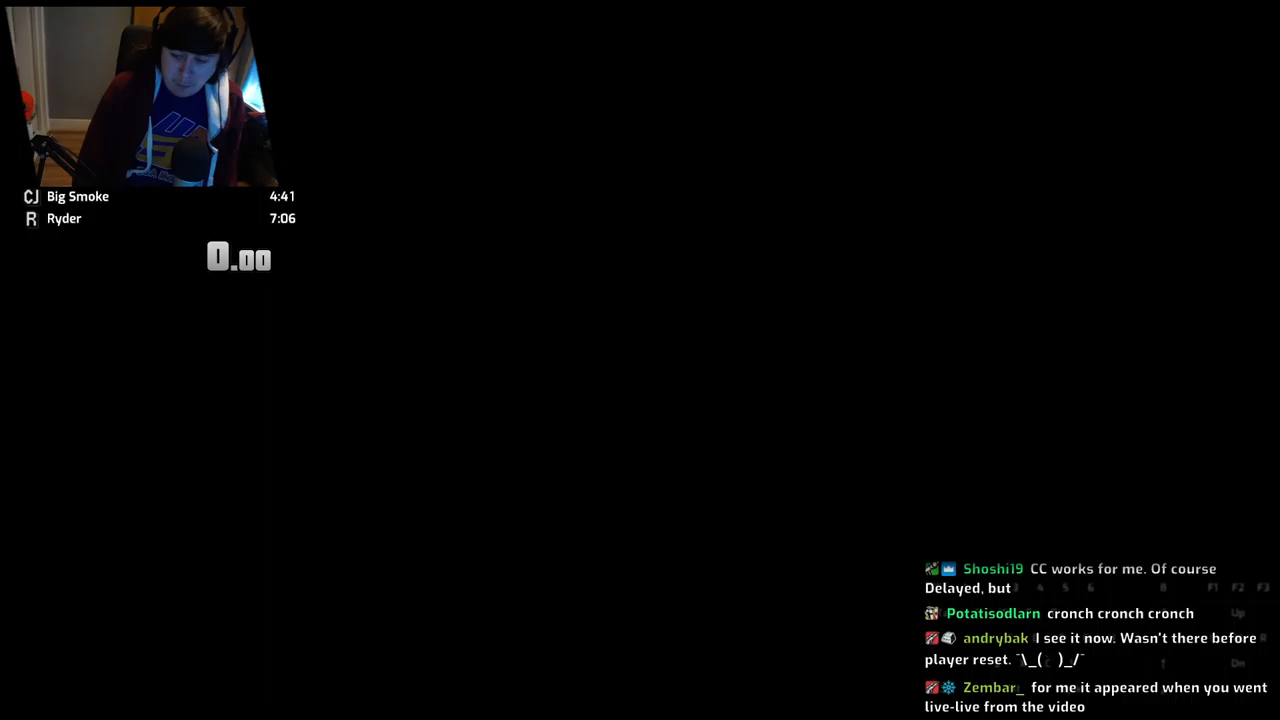 CJ Big Smoke 4:41
R Ryder 7:06
0.00
Shoshi19 CC works for me. Of course
Delayed, but
Potatisodlarn cronch cronch cronch
andrybak I see it now. Wasn't there before
player reset. ¯\_( )_/¯
Zembar_ for me it appeared when you went
live-live from the video